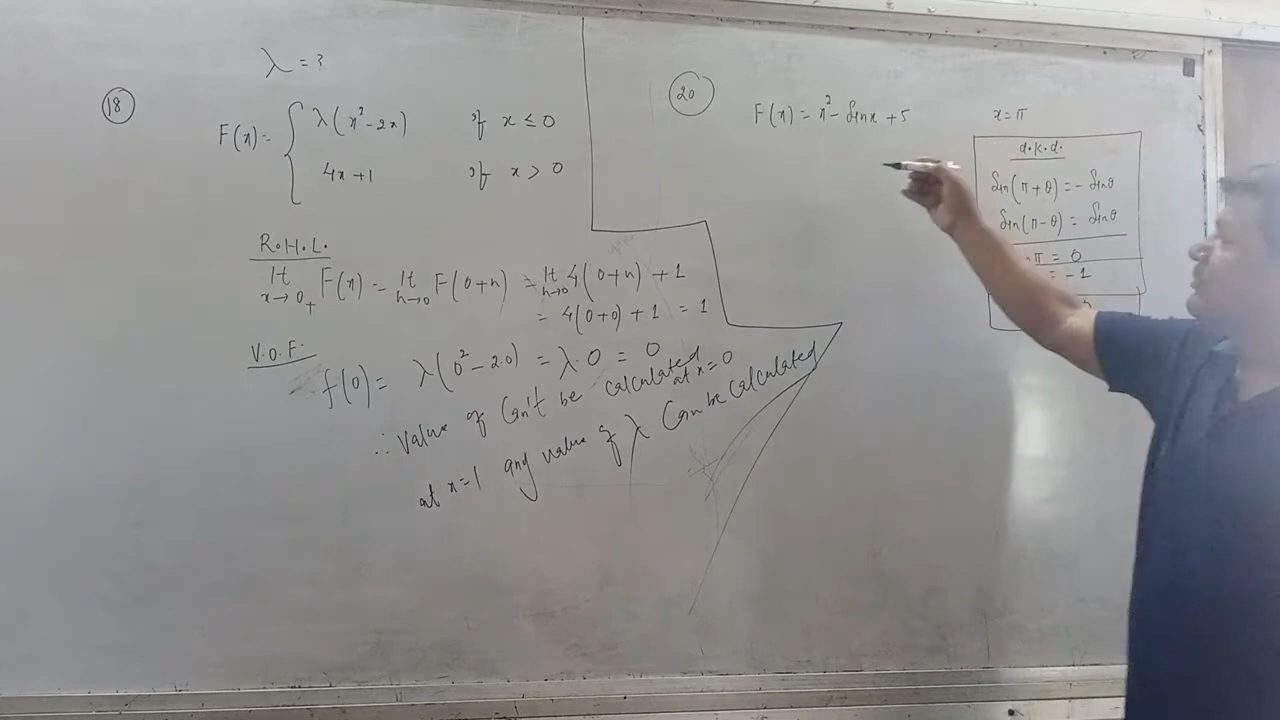 λ = ?
18
F(x) = { λ(x² - 2x) if x ≤ 0
4x + 1 if x > 0
R.H.L.
lt x→0+ F(x) = lt h→0 F(0+h) = lt h→0 4(0+h) + 1
= 4(0+0) + 1 = 1
V.O.F.
f(0) = λ(0² - 2.0) = λ.0 = 0
∴ Value of Can't be calculated at x=0
at x=1 any value of λ Can be calculated
20
F(x) = x² - Sinx + 5 x = π
d.k.d.
Sin(π+θ) = - Sinθ
Sin(π-θ) = Sinθ
π = 0
= -1